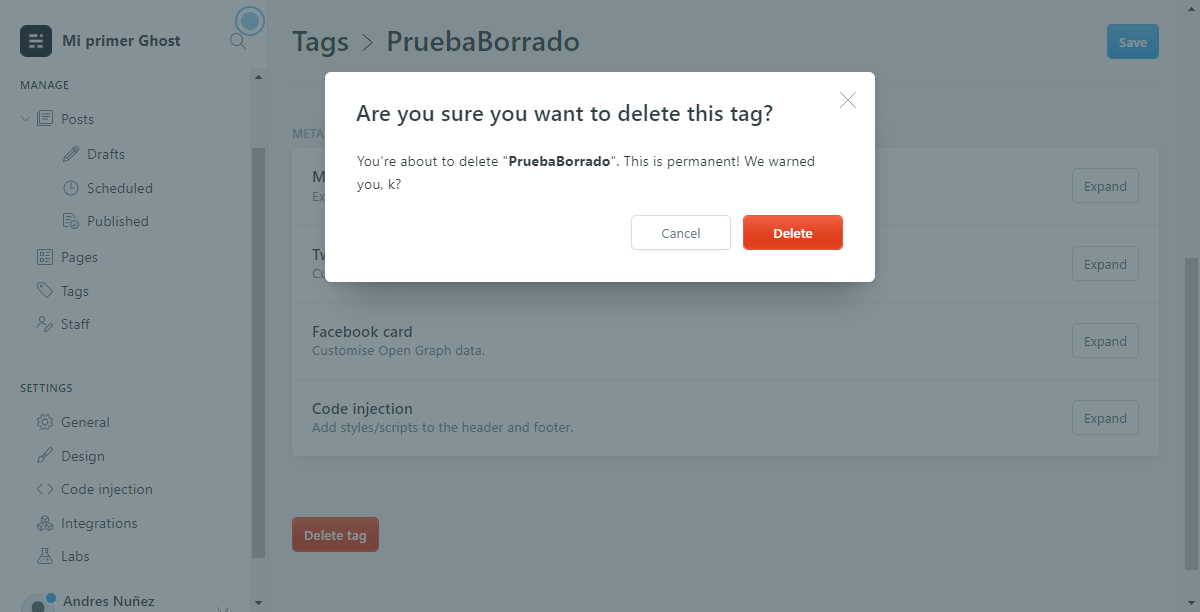 Mi primer Ghost
MANAGE
Posts
Drafts
Scheduled
Published
Pages
Tags
Staff
SETTINGS
General
Design
Code injection
Integrations
Labs
Andres Nuñez
Tags > PruebaBorrado
Save
META
Are you sure you want to delete this tag?
You're about to delete "PruebaBorrado". This is permanent! We warned
you, k?
Cancel
Delete
Expand
Expand
Facebook card
Customise Open Graph data.
Expand
Code injection
Add styles/scripts to the header and footer.
Expand
Delete tag